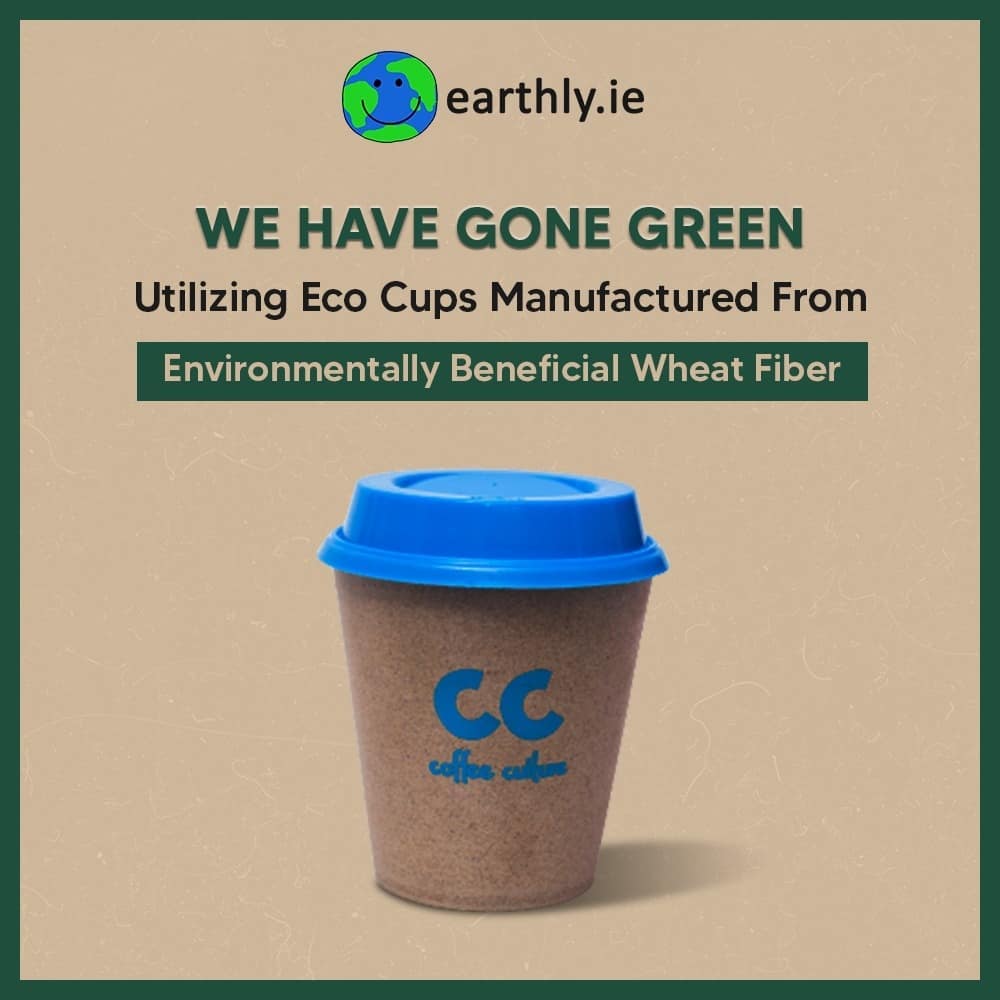 earthly.ie
WE HAVE GONE GREEN
Utilizing Eco Cups Manufactured From
Environmentally Beneficial Wheat Fiber
CC
coffee culture